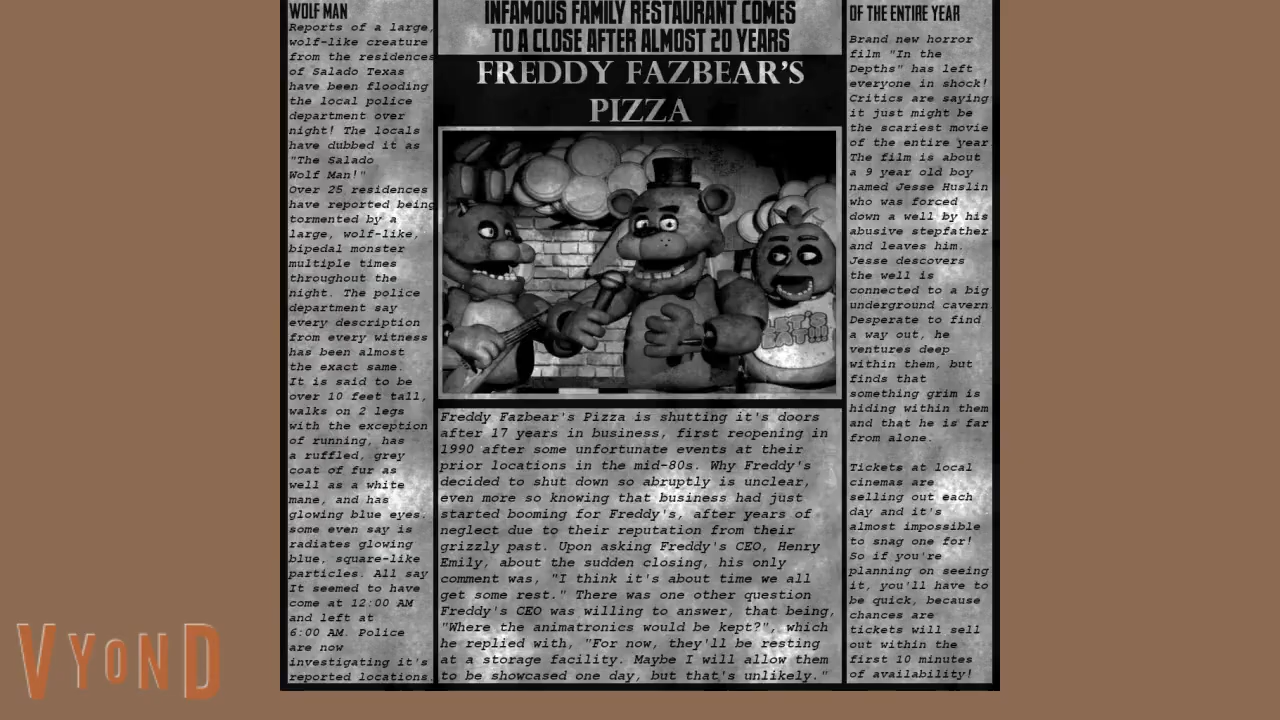 WOLF MAN
Reports of a large,
wolf-like creature
from the residences
of Salado Texas
have been flooding
the local police
department over
night! The locals
have dubbed it as
"The Salado
Wolf Man!"
Over 25 residences
have reported being
tormented by a
large, wolf-like,
bipedal monster
multiple times
throughout the
night. The police
department say
every description
from every witness
has been almost
the exact same.
It is said to be
over 10 feet tall,
walks on 2 legs
with the exception
of running, has
a ruffled, grey
coat of fur as
well as a white
mane, and has
glowing blue eyes.
some even say is
radiates glowing
blue, square-like
particles. All say
It seemed to have
come at 12:00 AM
and left at
6:00 AM. Police
are now
investigating it's
reported locations.
INFAMOUS FAMILY RESTAURANT COMES
TO A CLOSE AFTER ALMOST 20 YEARS
FREDDY FAZBEAR'S
PIZZA
LET'S
EAT!!!
Freddy Fazbear's Pizza is shutting it's doors
after 17 years in business, first reopening in
1990 after some unfortunate events at their
prior locations in the mid-80s. Why Freddy's
decided to shut down so abruptly is unclear,
even more so knowing that business had just
started booming for Freddy's, after years of
neglect due to their reputation from their
grizzly past. Upon asking Freddy's CEO, Henry
Emily, about the sudden closing, his only
comment was, "I think it's about time we all
get some rest." There was one other question
Freddy's CEO was willing to answer, that being,
"Where the animatronics would be kept?", which
he replied with, "For now, they'll be resting
at a storage facility. Maybe I will allow them
to be showcased one day, but that's unlikely."
OF THE ENTIRE YEAR
Brand new horror
film "In the
Depths" has left
everyone in shock!
Critics are saying
it just might be
the scariest movie
of the entire year.
The film is about
a 9 year old boy
named Jesse Huslin
who was forced
down a well by his
abusive stepfather
and leaves him.
Jesse descovers
the well is
connected to a big
underground cavern.
Desperate to find
a way out, he
ventures deep
within them, but
finds that
something grim is
hiding within them
and that he is far
from alone.
Tickets at local
cinemas are
selling out each
day and it's
almost impossible
to snag one for!
So if you're
planning on seeing
it, you'll have to
be quick, because
chances are
tickets will sell
out within the
first 10 minutes
of availability!
VYOND